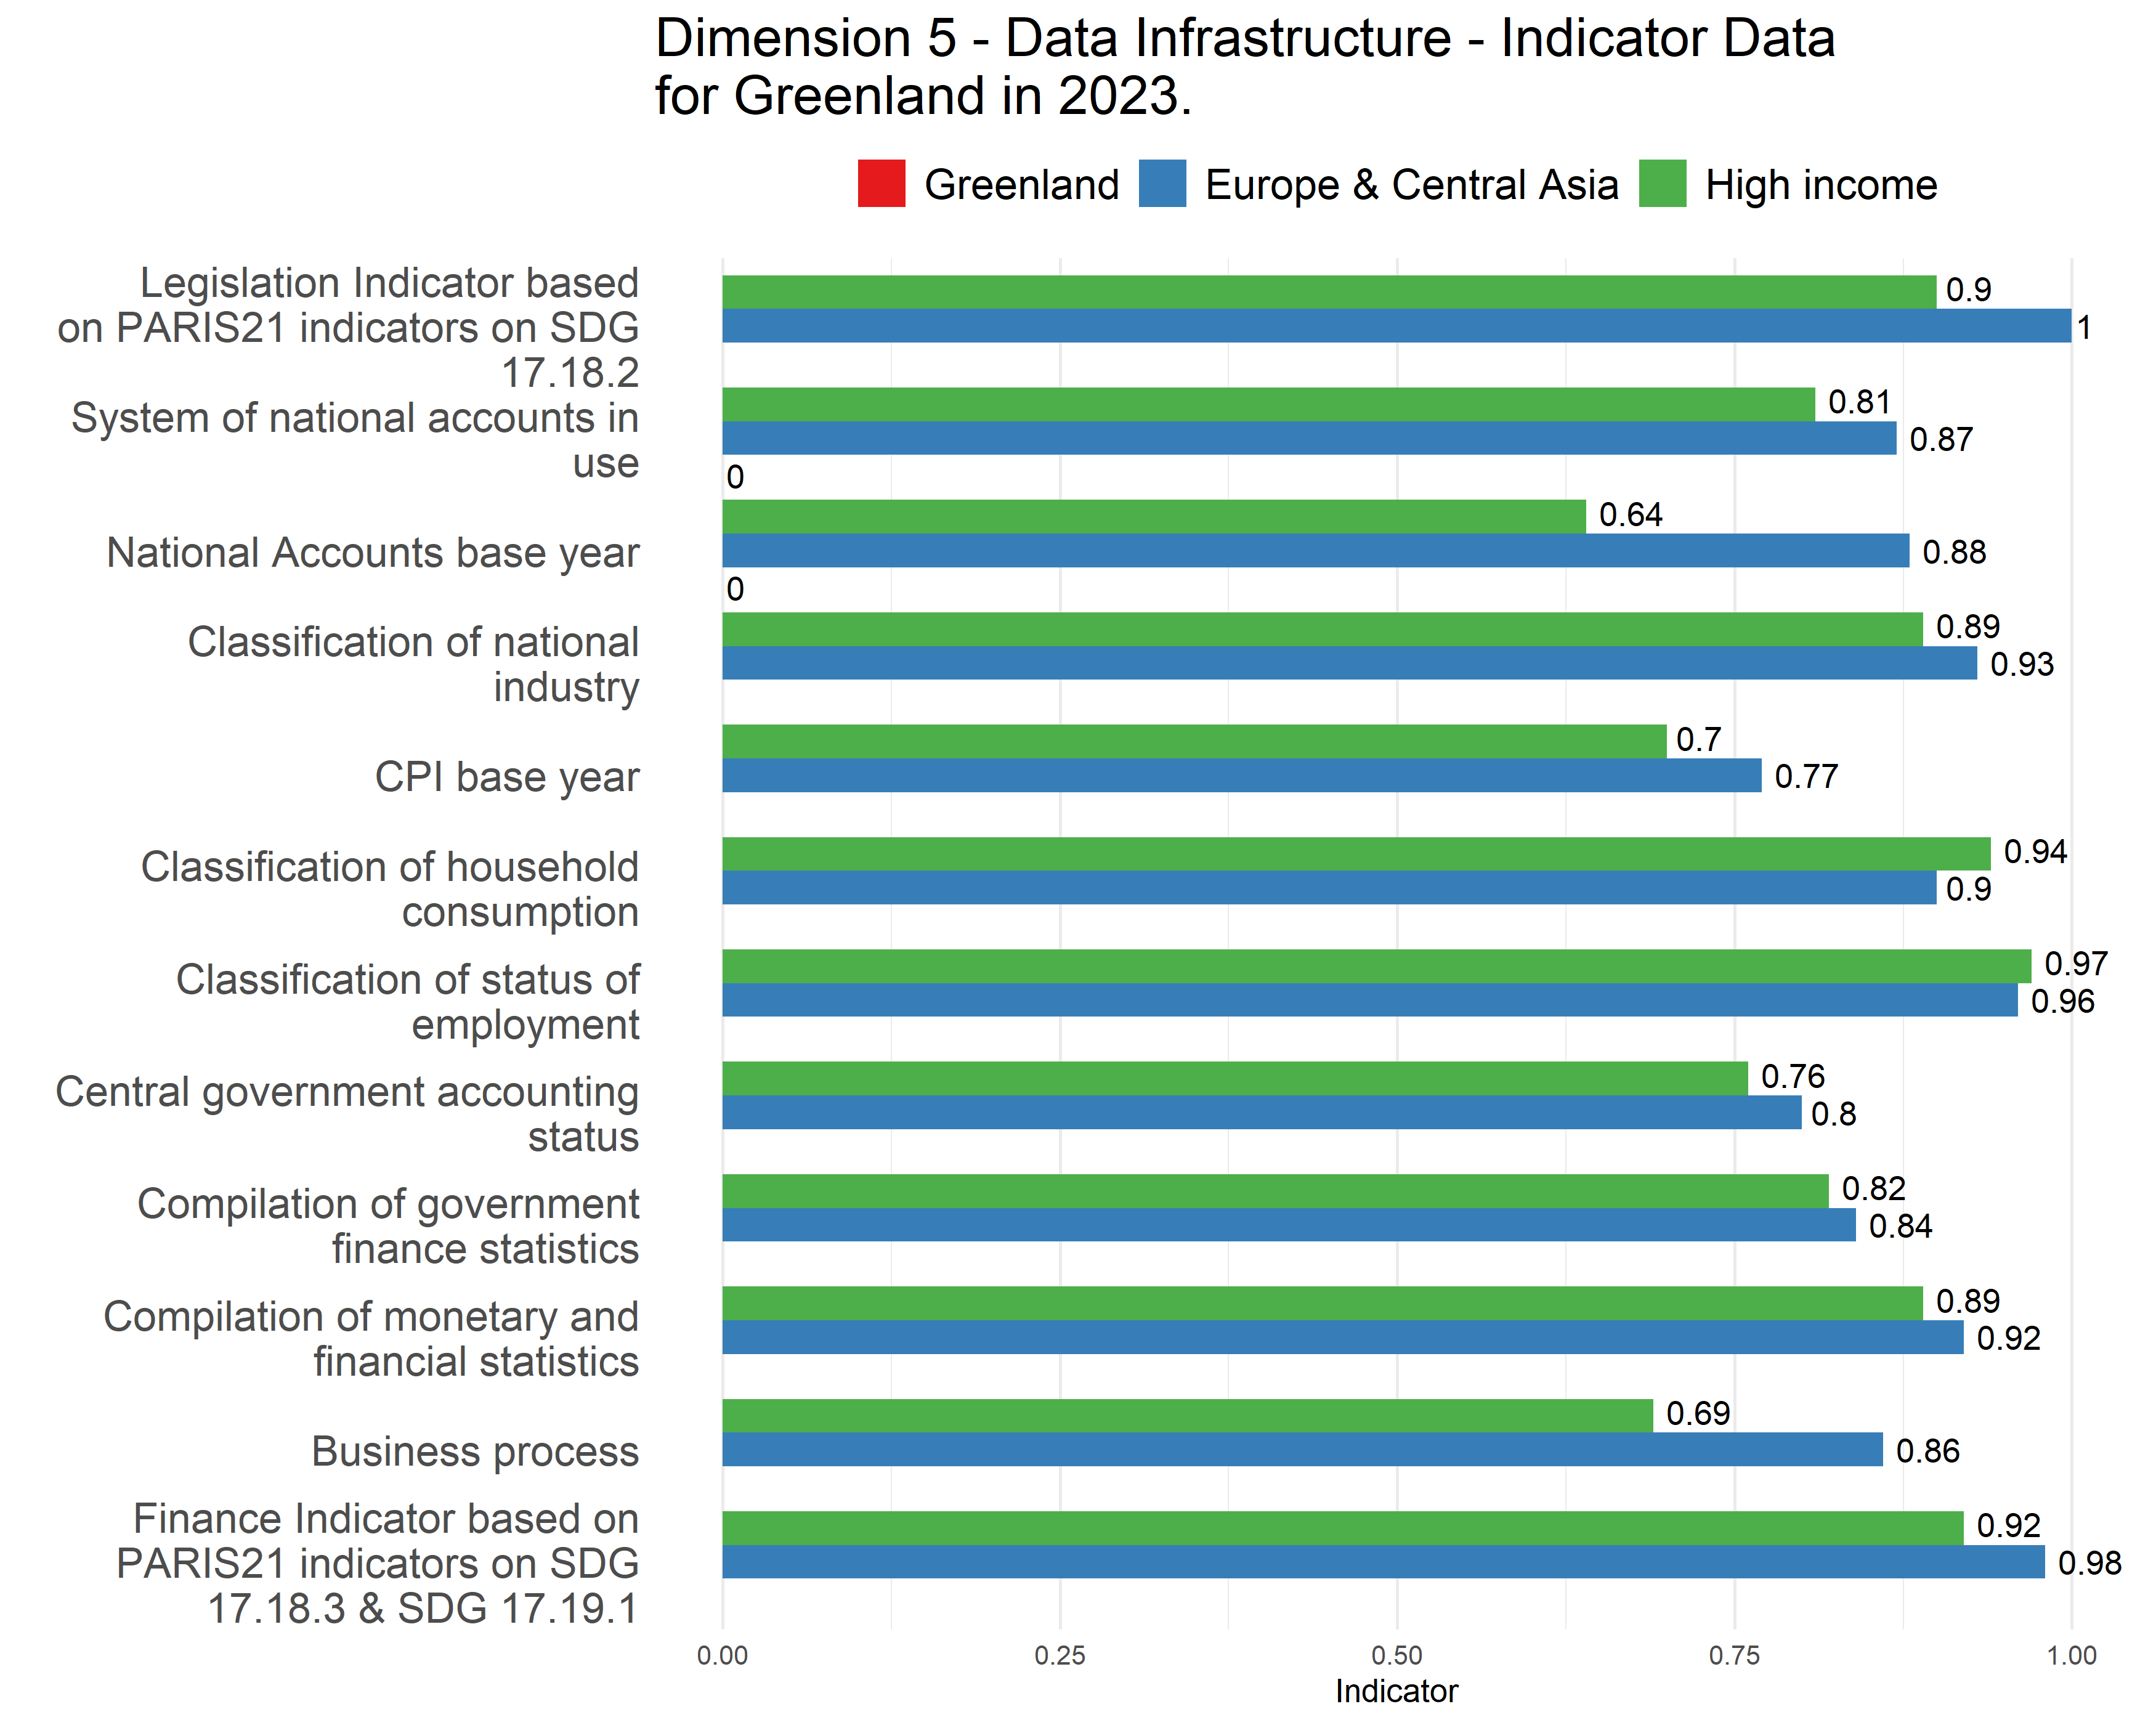 Dimension 5 - Data Infrastructure - Indicator Data
for Greenland in 2023.
Greenland
Europe & Central Asia
High income
Legislation Indicator based
on PARIS21 indicators on SDG
17.18.2
0.9
1
System of national accounts in
use
0.81
0.87
0
National Accounts base year
0.64
0.88
0
Classification of national
industry
0.89
0.93
CPI base year
0.7
0.77
Classification of household
consumption
0.94
0.9
Classification of status of
employment
0.97
0.96
Central government accounting
status
0.76
0.8
Compilation of government
finance statistics
0.82
0.84
Compilation of monetary and
financial statistics
0.89
0.92
Business process
0.69
0.86
Finance Indicator based on
PARIS21 indicators on SDG
17.18.3 & SDG 17.19.1
0.92
0.98
0.00
0.25
0.50
0.75
1.00
Indicator